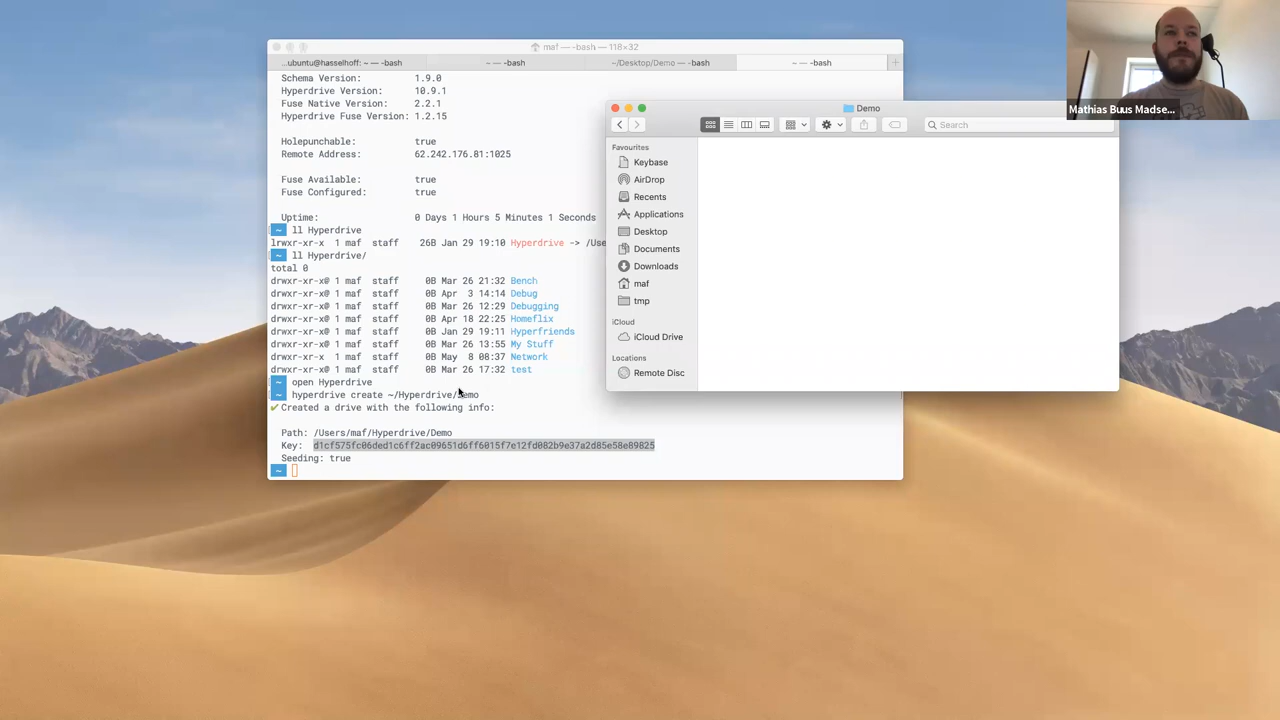 maf — -bash — 118×32
...ubuntu@hasselhoff: ~ — -bash
~ — -bash
~/Desktop/Demo — -bash
~ — -bash
Schema Version: 1.9.0
Hyperdrive Version: 10.9.1
Fuse Native Version: 2.2.1
Hyperdrive Fuse Version: 1.2.15
Holepunchable: true
Remote Address: 62.242.176.81:1025
Fuse Available: true
Fuse Configured: true
Uptime: 0 Days 1 Hours 5 Minutes 1 Seconds
~ ll Hyperdrive
lrwxr-xr-x 1 maf staff 26B Jan 29 19:10 Hyperdrive -> /Use
~ ll Hyperdrive/
total 0
drwxr-xr-x@ 1 maf staff 0B Mar 26 21:32 Bench
drwxr-xr-x@ 1 maf staff 0B Apr 3 14:14 Debug
drwxr-xr-x@ 1 maf staff 0B Mar 26 12:29 Debugging
drwxr-xr-x@ 1 maf staff 0B Apr 18 22:25 Homeflix
drwxr-xr-x@ 1 maf staff 0B Jan 29 19:11 Hyperfriends
drwxr-xr-x@ 1 maf staff 0B Mar 26 13:55 My Stuff
drwxr-xr-x 1 maf staff 0B May 8 08:37 Network
drwxr-xr-x@ 1 maf staff 0B Mar 26 17:32 test
~ open Hyperdrive
~ hyperdrive create ~/Hyperdrive/Demo
✔ Created a drive with the following info:
Path: /Users/maf/Hyperdrive/Demo
Key: d1cf575fc06ded1c6ff2ac09651d6ff6015f7e12fd082b9e37a2d85e58e89825
Seeding: true
~
Demo
Search
Favourites
Keybase
AirDrop
Recents
Applications
Desktop
Documents
Downloads
maf
tmp
iCloud
iCloud Drive
Locations
Remote Disc
Mathias Buus Madse...